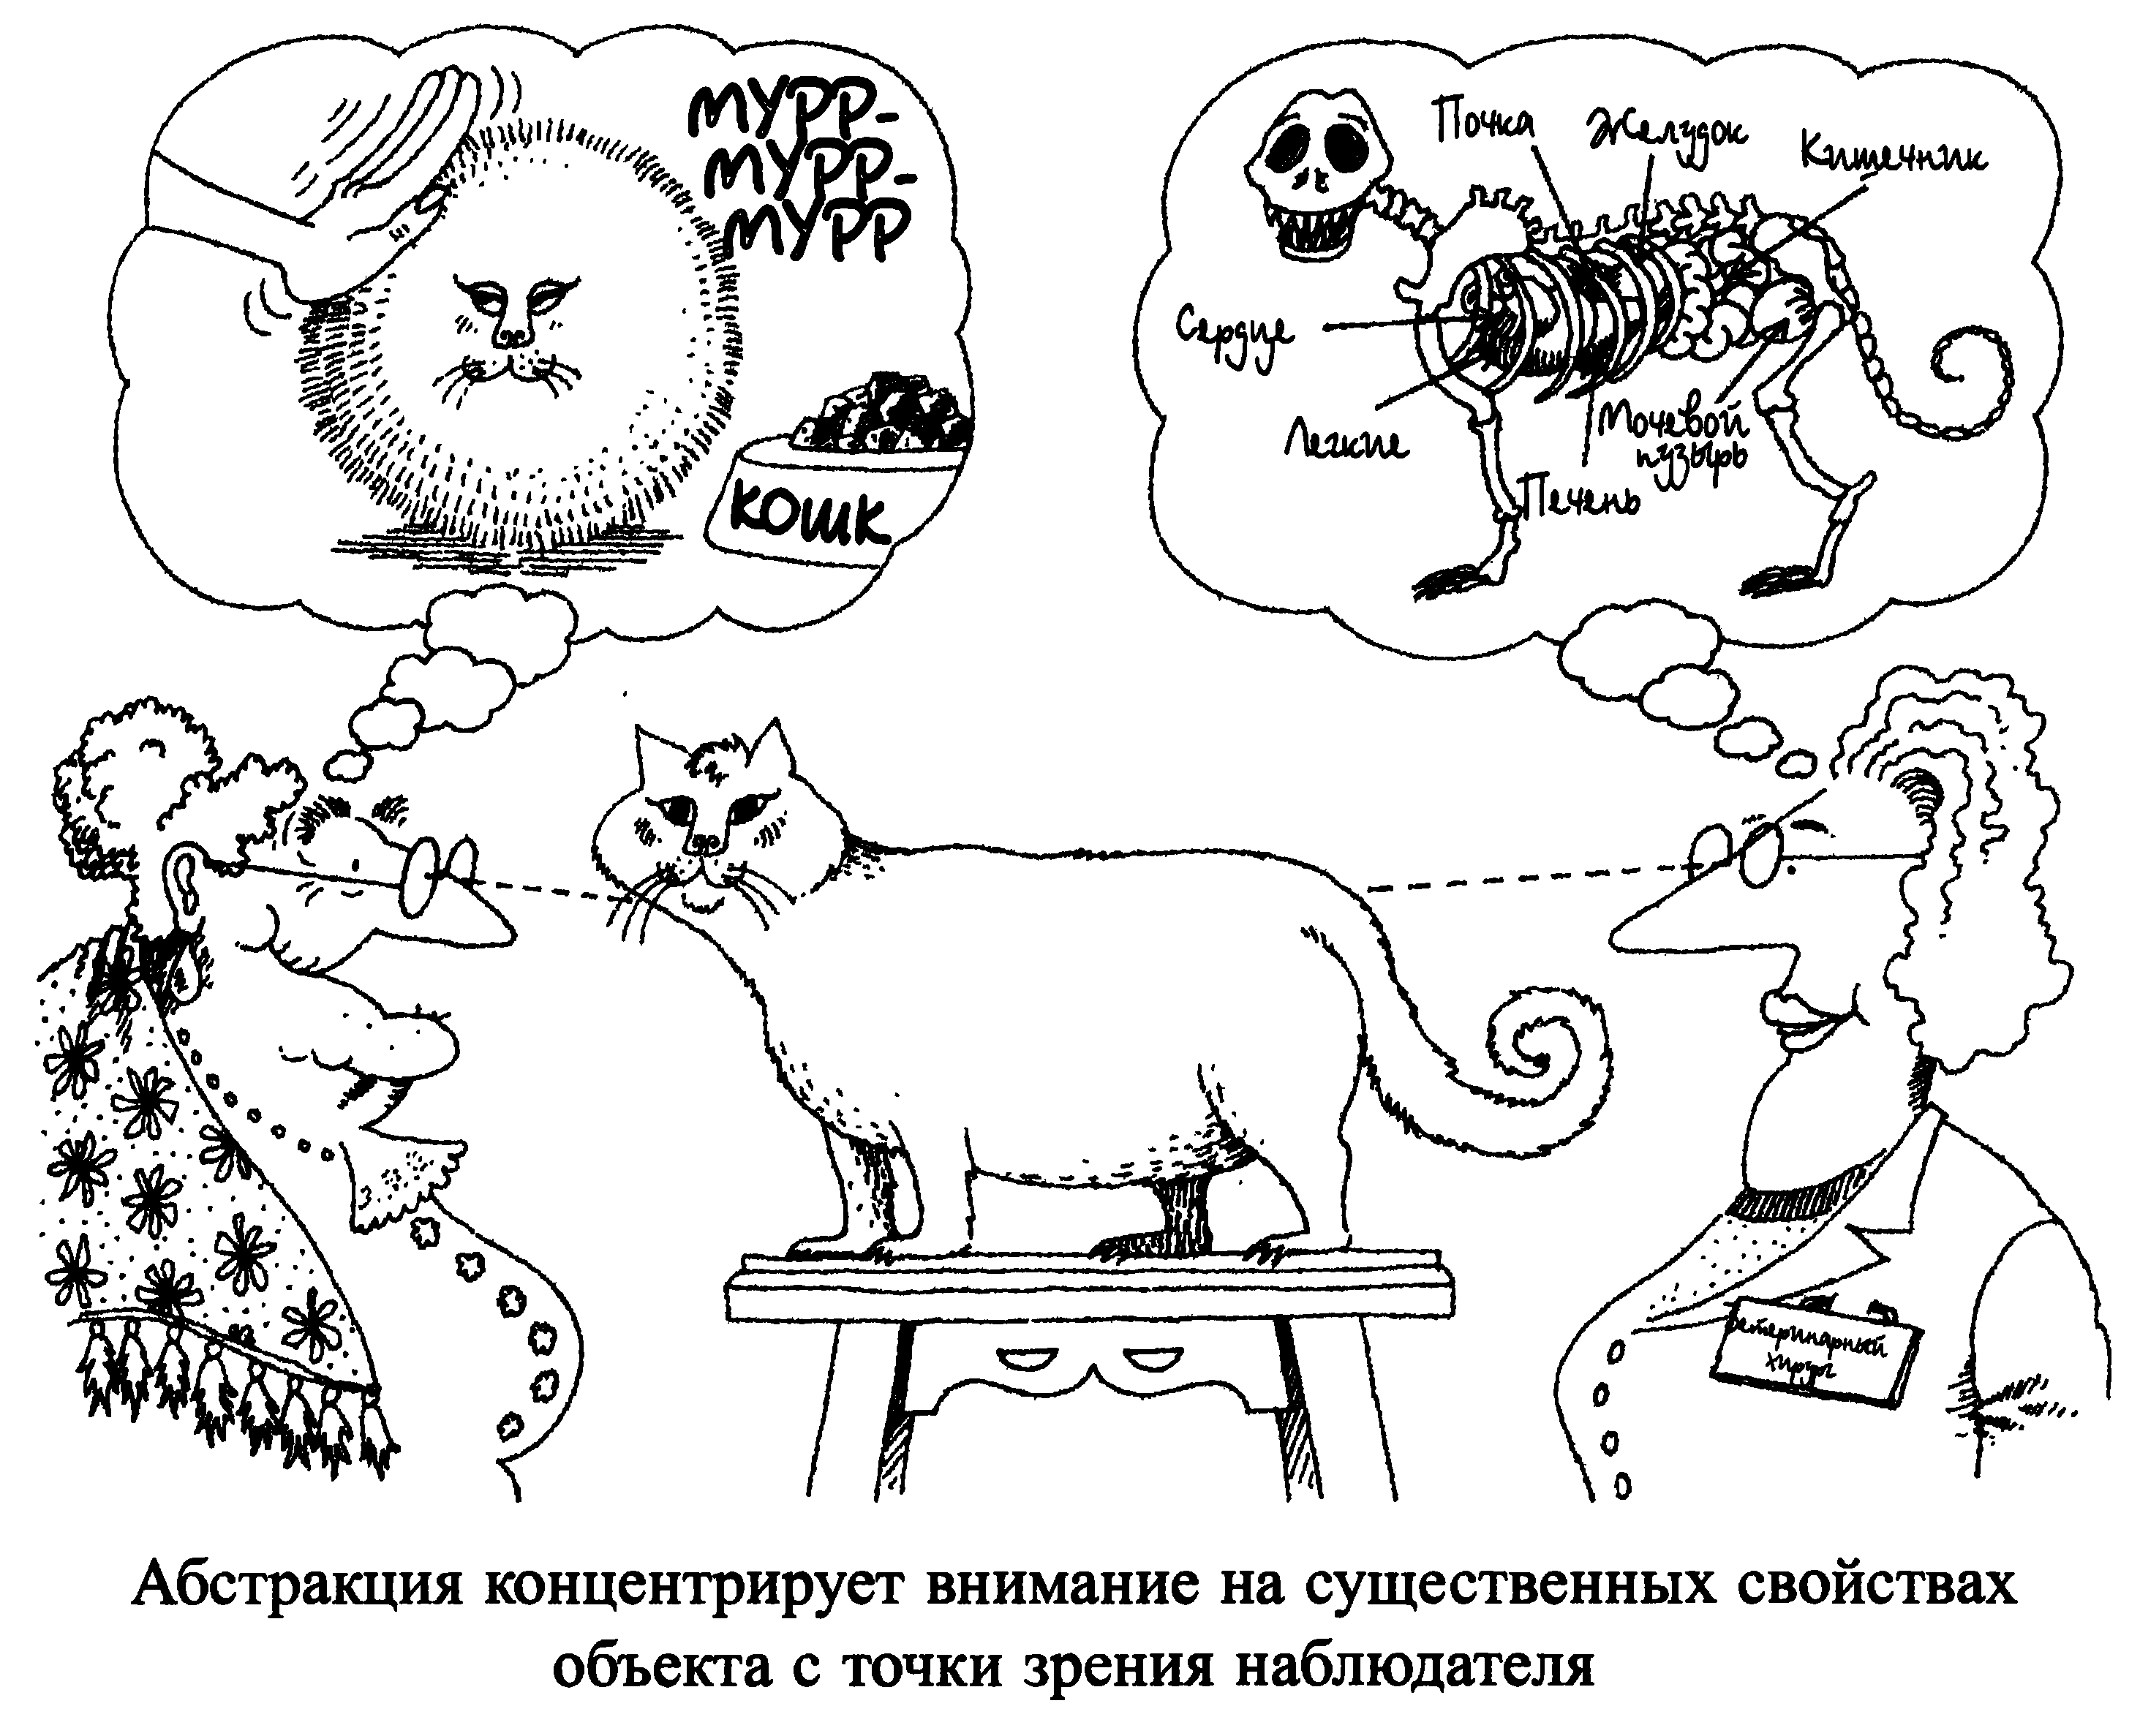 МУРР-
МУРР-
МУРР
КОШК
Почка
Желудок
Кишечник
Сердце
Легкие
Мочевой
пузырь
Печень
Ветеринарный
хирург
Абстракция концентрирует внимание на существенных свойствах
объекта с точки зрения наблюдателя